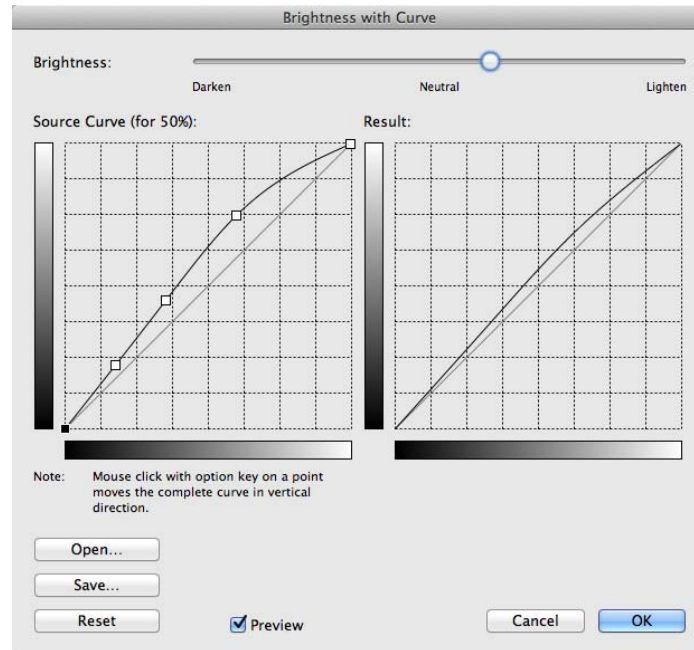 Brightness with Curve
Brightness:
Darken Neutral Lighten
Source Curve (for 50%): Result:
Note: Mouse click with option key on a point
moves the complete curve in vertical
direction.
Open...
Save...
Reset Preview Cancel OK